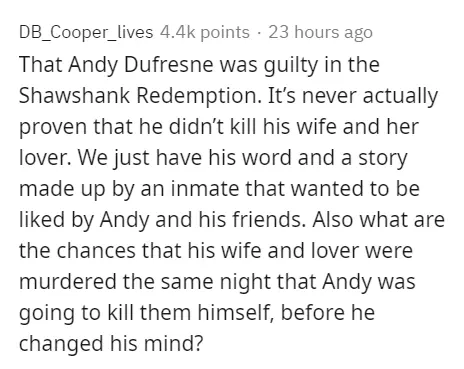 DB_Cooper_lives 4.4k points · 23 hours ago
That Andy Dufresne was guilty in the
Shawshank Redemption. It’s never actually
proven that he didn’t kill his wife and her
lover. We just have his word and a story
made up by an inmate that wanted to be
liked by Andy and his friends. Also what are
the chances that his wife and lover were
murdered the same night that Andy was
going to kill them himself, before he
changed his mind?